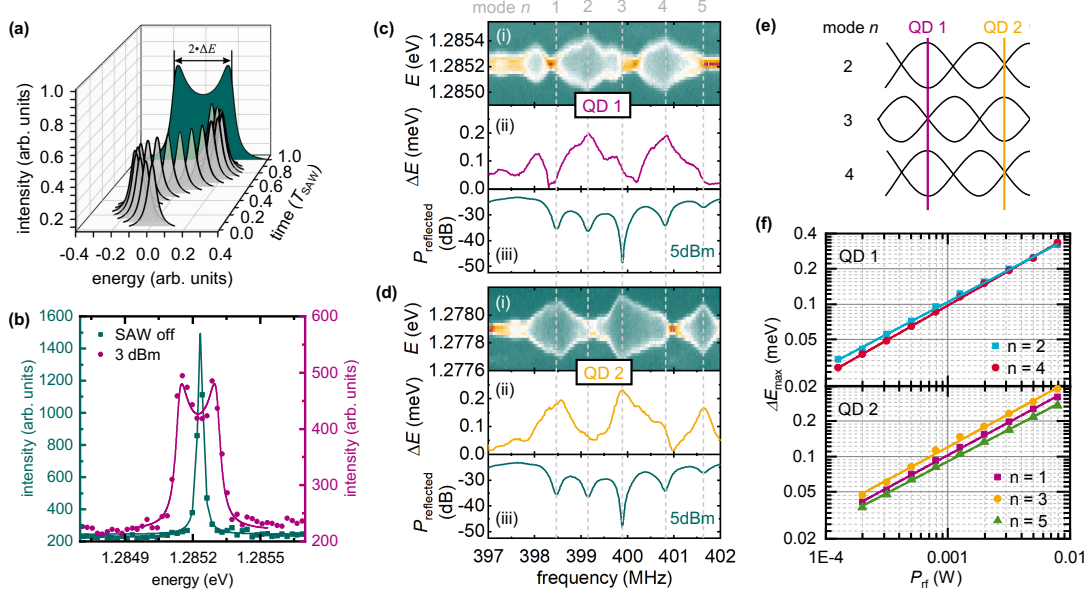 (a)
2•ΔE
intensity (arb. units)
1.0
0.8
0.6
0.4
0.2
-0.4 -0.2 0.0 0.2 0.4
energy (arb. units)
0.0
0.2
0.4
0.6
0.8
1.0
time (T_SAW)
(b)
SAW off
3 dBm
intensity (arb. units)
1600
1400
1200
1000
800
600
400
200
600
500
400
300
200
intensity (arb. units)
1.2849 1.2852 1.2855
energy (eV)
mode n 1 2 3 4 5
(c)
(i)
E (eV)
1.2854
1.2852
1.2850
QD 1
(ii)
ΔE (meV)
0.2
0.1
0.0
(iii)
P_reflected (dB)
-30
-40
-50
5dBm
(d)
(i)
E (eV)
1.2780
1.2778
1.2776
QD 2
(ii)
ΔE (meV)
0.2
0.1
0.0
(iii)
P_reflected (dB)
-30
-40
-50
5dBm
397 398 399 400 401 402
frequency (MHz)
(e)
mode n QD 1 QD 2
2
3
4
(f)
QD 1
0.4
0.2
0.1
0.05
0.02
n = 2
n = 4
ΔE_max (meV)
QD 2
0.2
0.1
0.05
0.02
n = 1
n = 3
n = 5
1E-4 0.001 0.01
P_rf (W)